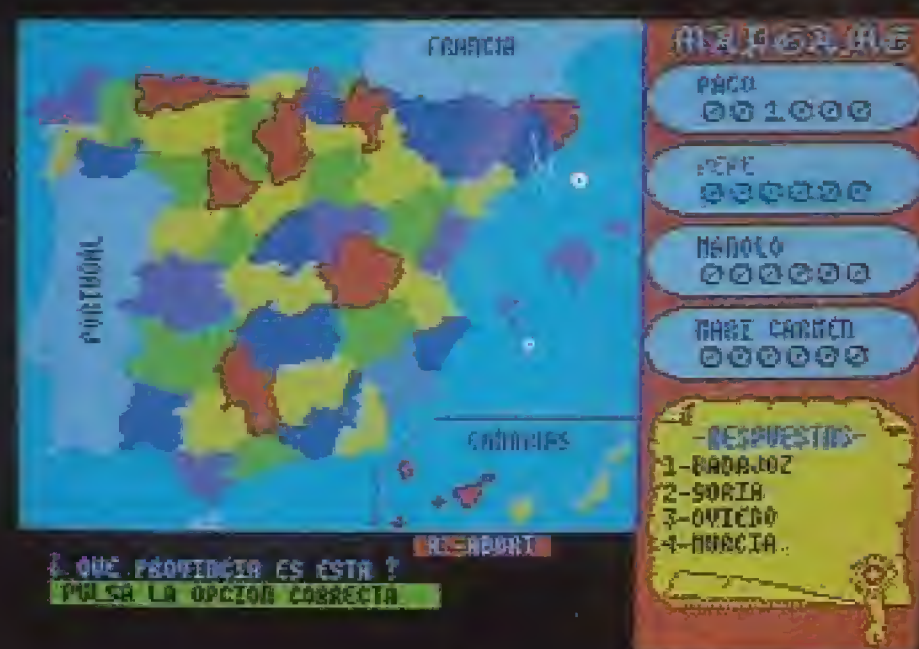 FRANCIA
PORTUGAL
CANARIAS
MAPGAME
PACO
001000
PEPE
000000
MANOLO
000000
MARI CARMEN
000000
-RESPUESTAS-
1-BADAJOZ
2-SORIA
3-OVIEDO
4-MURCIA.
-ABORT
¿ QUE PROVINCIA ES ESTA ?
PULSA LA OPCION CORRECTA